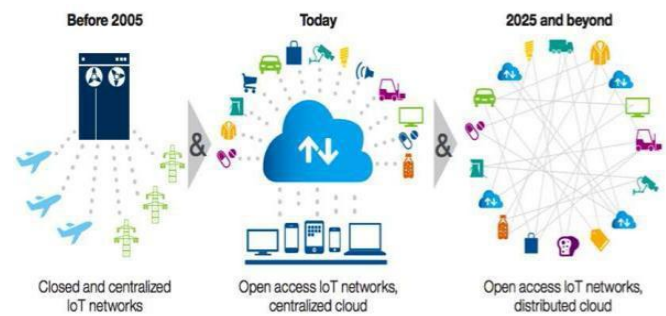 Before 2005
Today
2025 and beyond
&
&
Closed and centralized
IoT networks
Open access IoT networks,
centralized cloud
Open access IoT networks,
distributed cloud